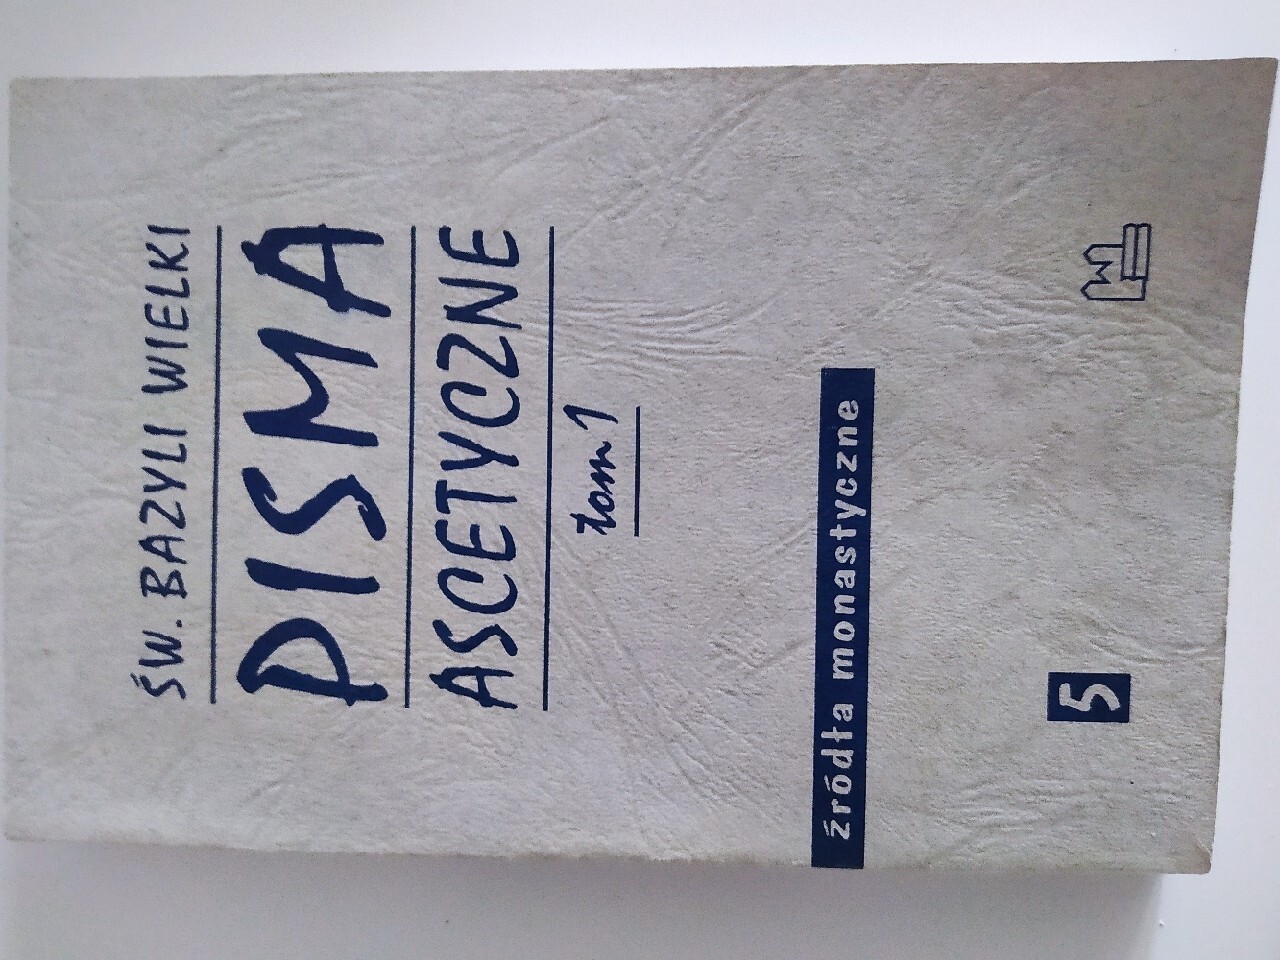 ŚW. BAZYLI WIELKI
PISMA
ASCETYCZNE
tom 1
źródła monastyczne
5